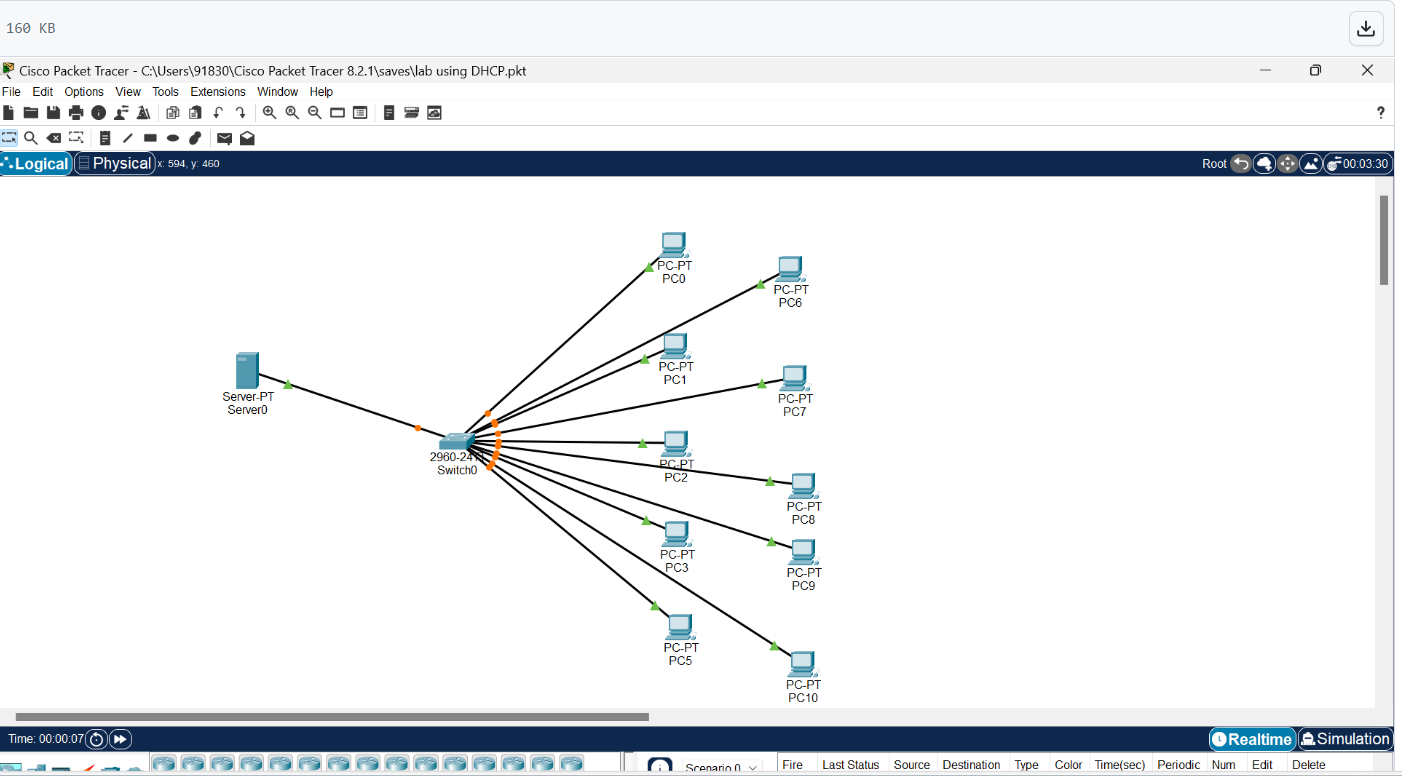 160 KB
Cisco Packet Tracer - C:\Users\91830\Cisco Packet Tracer 8.2.1\saves\lab using DHCP.pkt
File Edit Options View Tools Extensions Window Help
?
Logical Physical x: 594, y: 460 Root 00:03:30
PC-PT
PC0
PC-PT
PC6
PC-PT
PC1
Server-PT
Server0
PC-PT
PC7
2960-24
Switch0
PC-PT
PC2
PC-PT
PC8
PC-PT
PC3
PC-PT
PC9
PC-PT
PC5
PC-PT
PC10
Time: 00:00:07 Realtime Simulation
Scenario 0 Fire Last Status Source Destination Type Color Time(sec) Periodic Num Edit Delete